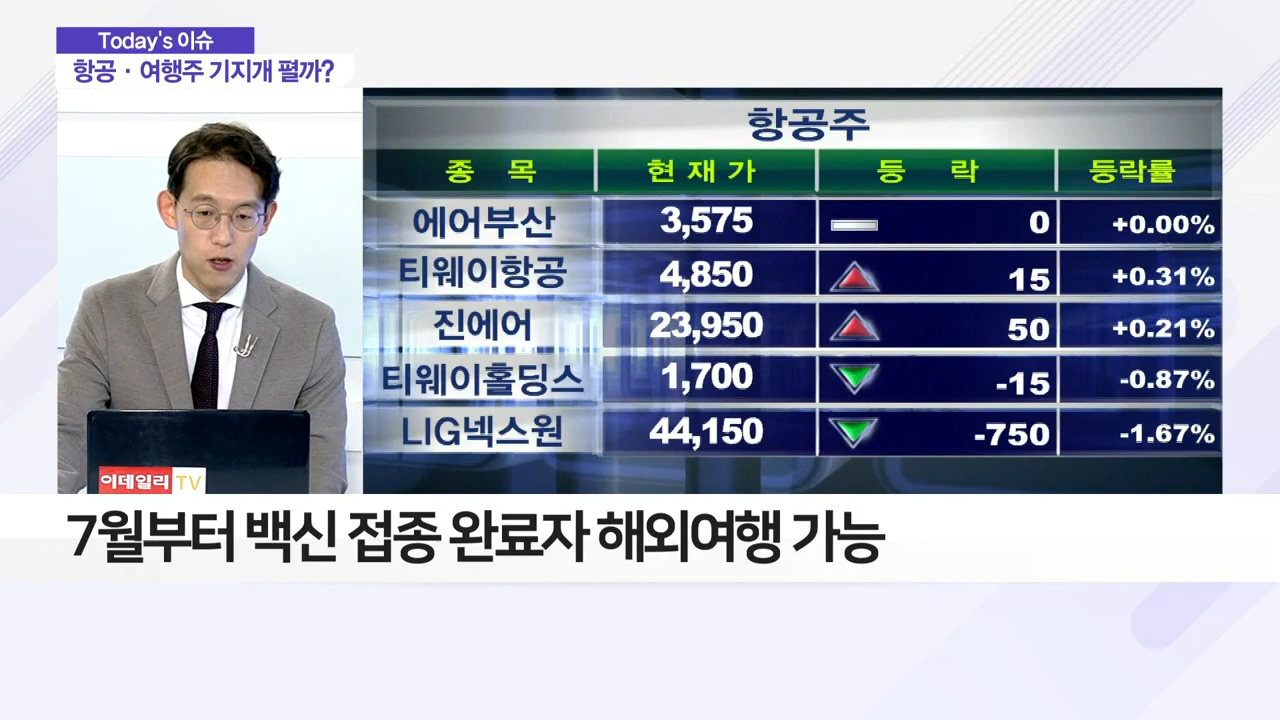 Today's 이슈
항공·여행주 기지개 펼까?
항공주
종 목 현재가 등 락 등락률
에어부산 3,575 0 +0.00%
티웨이항공 4,850 15 +0.31%
진에어 23,950 50 +0.21%
티웨이홀딩스 1,700 -15 -0.87%
LIG넥스원 44,150 -750 -1.67%
이데일리TV
7월부터 백신 접종 완료자 해외여행 가능